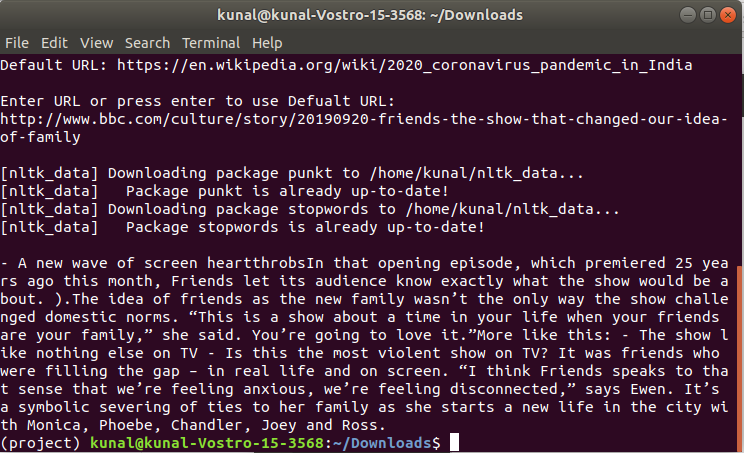 kunal@kunal-Vostro-15-3568: ~/Downloads
File Edit View Search Terminal Help
Default URL: https://en.wikipedia.org/wiki/2020_coronavirus_pandemic_in_India
Enter URL or press enter to use Defualt URL:
http://www.bbc.com/culture/story/20190920-friends-the-show-that-changed-our-idea-
of-family
[nltk_data] Downloading package punkt to /home/kunal/nltk_data...
[nltk_data]   Package punkt is already up-to-date!
[nltk_data] Downloading package stopwords to /home/kunal/nltk_data...
[nltk_data]   Package stopwords is already up-to-date!
- A new wave of screen heartthrobsIn that opening episode, which premiered 25 yea
rs ago this month, Friends let its audience know exactly what the show would be a
bout. ).The idea of friends as the new family wasn’t the only way the show challe
nged domestic norms. “This is a show about a time in your life when your friends
are your family,” she said. You’re going to love it.”More like this: - The show l
ike nothing else on TV - Is this the most violent show on TV? It was friends who
were filling the gap – in real life and on screen. “I think Friends speaks to tha
t sense that we’re feeling anxious, we’re feeling disconnected,” says Ewen. It’s
a symbolic severing of ties to her family as she starts a new life in the city wi
th Monica, Phoebe, Chandler, Joey and Ross.
(project) kunal@kunal-Vostro-15-3568:~/Downloads$